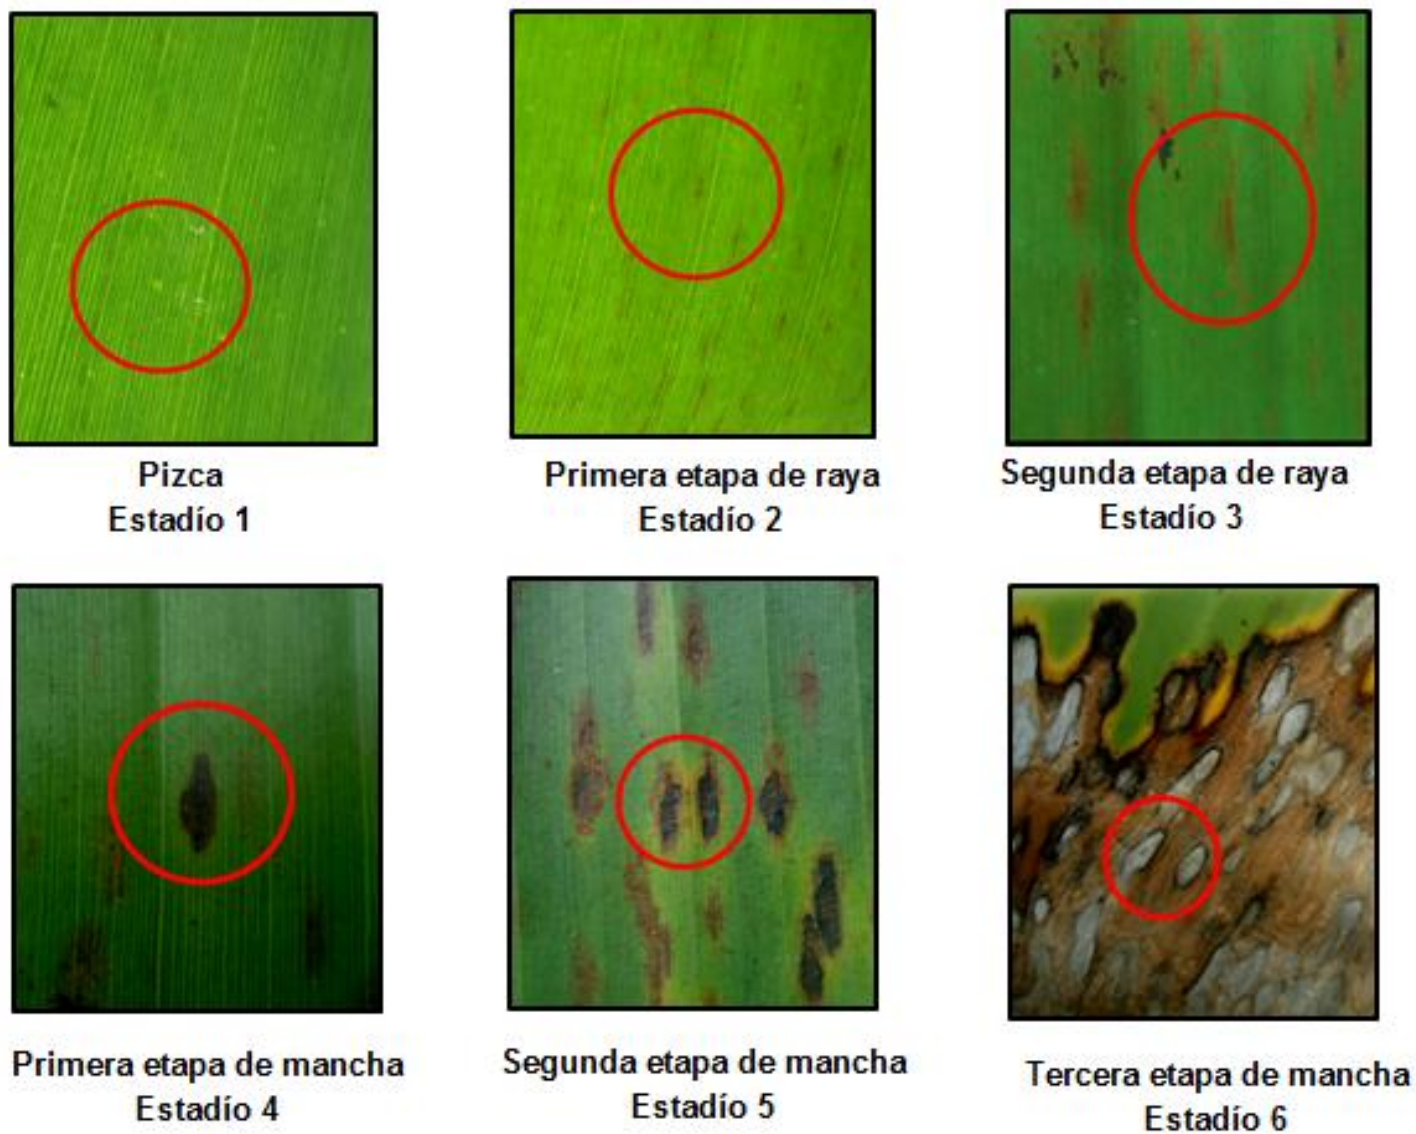 Pizca
Estadío 1
Primera etapa de raya
Estadío 2
Segunda etapa de raya
Estadío 3
Primera etapa de mancha
Estadío 4
Segunda etapa de mancha
Estadío 5
Tercera etapa de mancha
Estadío 6